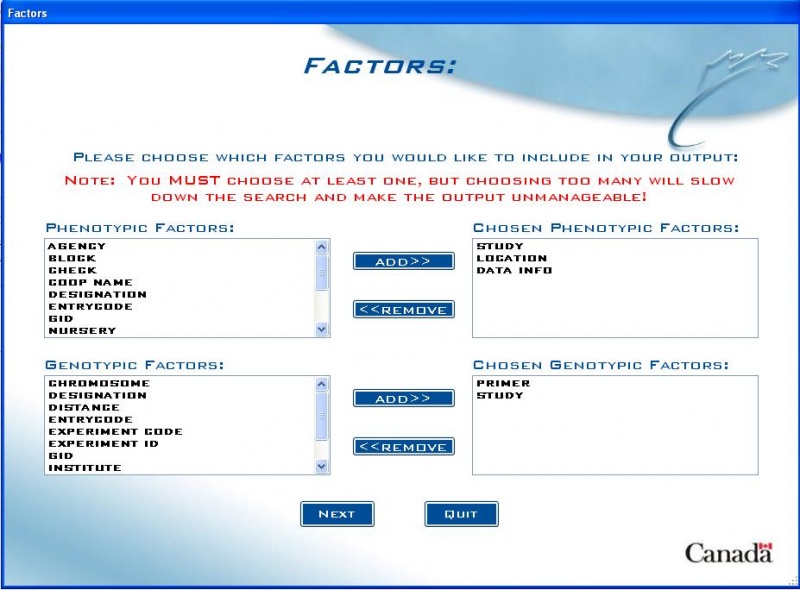 Factors
Factors:
Please choose which factors you would like to include in your output:
Note: You MUST choose at least one, but choosing too many will slow
down the search and make the output unmanageable!
Phenotypic Factors:
AGENCY
BLOCK
CHECK
COOP NAME
DESIGNATION
ENTRYCODE
GID
NURSERY
Add>>
<<Remove
Chosen Phenotypic Factors:
STUDY
LOCATION
DATA INFO
Genotypic Factors:
CHROMOSOME
DESIGNATION
DISTANCE
ENTRYCODE
EXPERIMENT CODE
EXPERIMENT ID
GID
INSTITUTE
Add>>
<<Remove
Chosen Genotypic Factors:
PRIMER
STUDY
Next
Quit
Canada